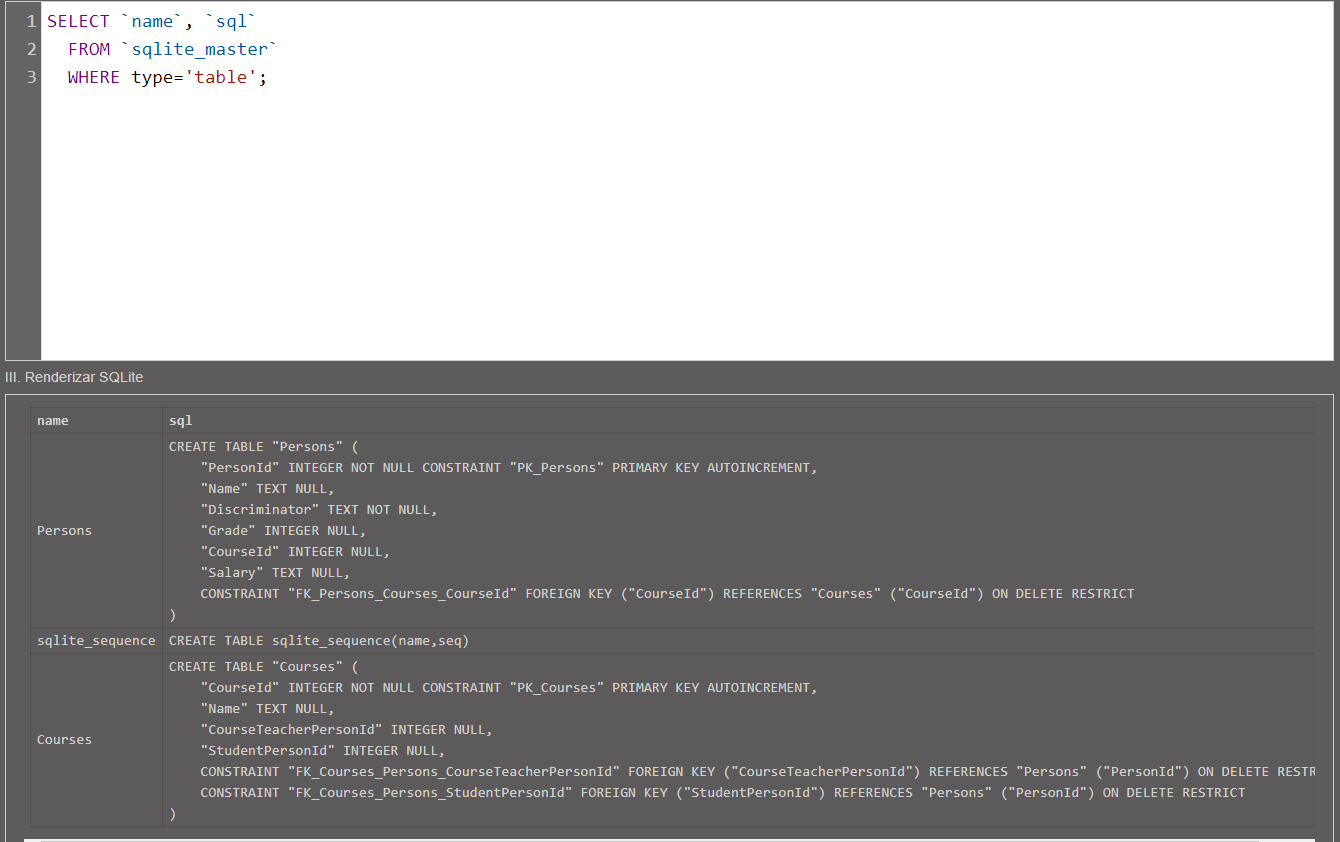 1 SELECT `name`, `sql`
2 FROM `sqlite_master`
3 WHERE type='table';
III. Renderizar SQLite
name sql
CREATE TABLE "Persons" (
"PersonId" INTEGER NOT NULL CONSTRAINT "PK_Persons" PRIMARY KEY AUTOINCREMENT,
"Name" TEXT NULL,
"Discriminator" TEXT NOT NULL,
Persons "Grade" INTEGER NULL,
"CourseId" INTEGER NULL,
"Salary" TEXT NULL,
CONSTRAINT "FK_Persons_Courses_CourseId" FOREIGN KEY ("CourseId") REFERENCES "Courses" ("CourseId") ON DELETE RESTRICT
)
sqlite_sequence CREATE TABLE sqlite_sequence(name,seq)
CREATE TABLE "Courses" (
"CourseId" INTEGER NOT NULL CONSTRAINT "PK_Courses" PRIMARY KEY AUTOINCREMENT,
"Name" TEXT NULL,
"CourseTeacherPersonId" INTEGER NULL,
Courses
"StudentPersonId" INTEGER NULL,
CONSTRAINT "FK_Courses_Persons_CourseTeacherPersonId" FOREIGN KEY ("CourseTeacherPersonId") REFERENCES "Persons" ("PersonId") ON DELETE RESTR
CONSTRAINT "FK_Courses_Persons_StudentPersonId" FOREIGN KEY ("StudentPersonId") REFERENCES "Persons" ("PersonId") ON DELETE RESTRICT
)